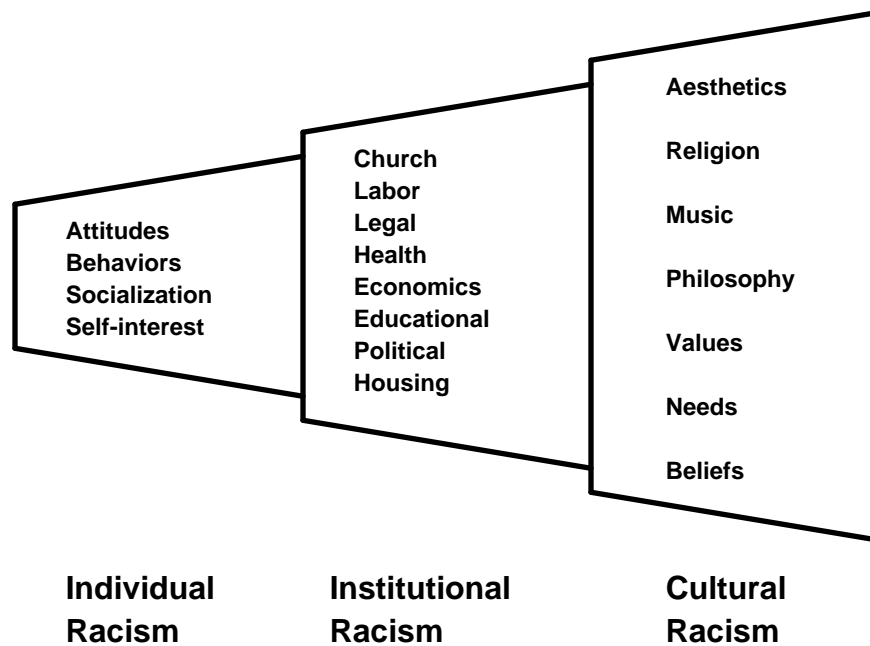 Attitudes
Behaviors
Socialization
Self-interest
Church
Labor
Legal
Health
Economics
Educational
Political
Housing
Aesthetics
Religion
Music
Philosophy
Values
Needs
Beliefs
Individual
Racism
Institutional
Racism
Cultural
Racism